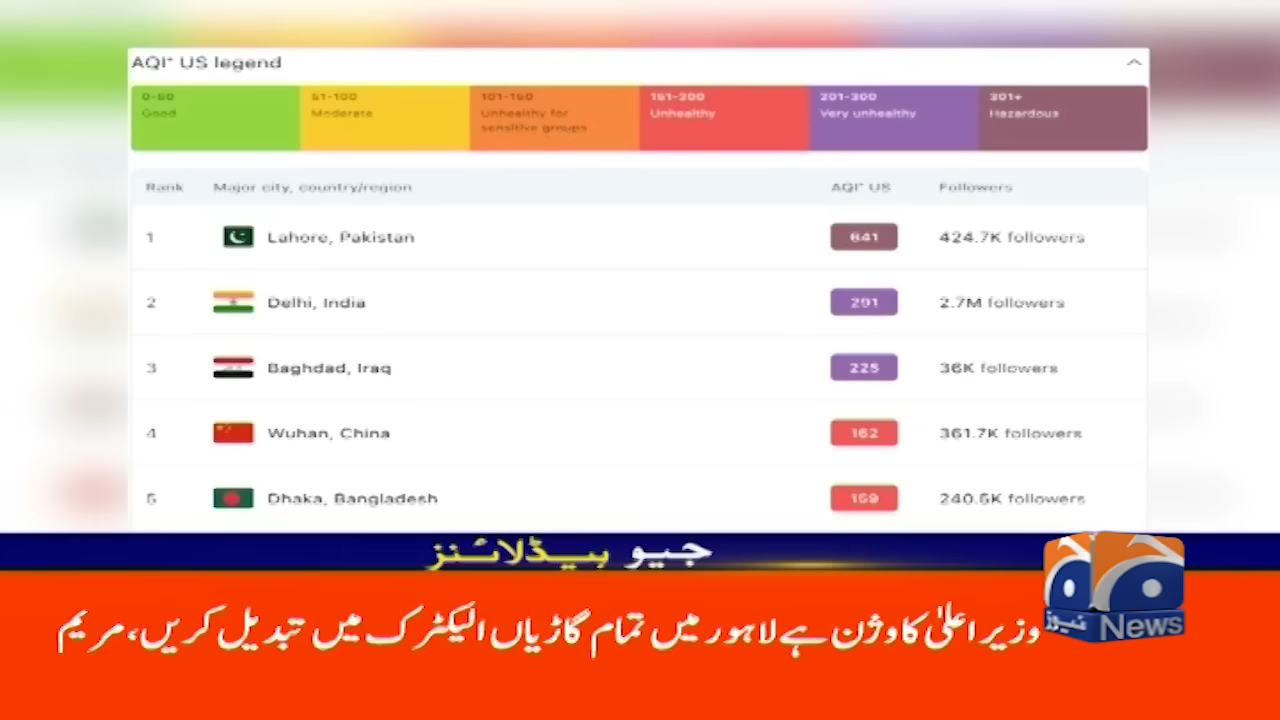 AQI⁺ US legend
0-50
Good
51-100
Moderate
101-150
Unhealthy for
sensitive groups
151-200
Unhealthy
201-300
Very unhealthy
301+
Hazardous
Rank Major city, country/region AQI⁺ US Followers
1 Lahore, Pakistan 641 424.7K followers
2 Delhi, India 291 2.7M followers
3 Baghdad, Iraq 225 36K followers
4 Wuhan, China 162 361.7K followers
5 Dhaka, Bangladesh 159 240.5K followers
جیو ہیڈلائنز
وزیر اعلیٰ کا وژن ہے لاہور میں تمام گاڑیاں الیکٹرک میں تبدیل کریں، مریم
نیوز News